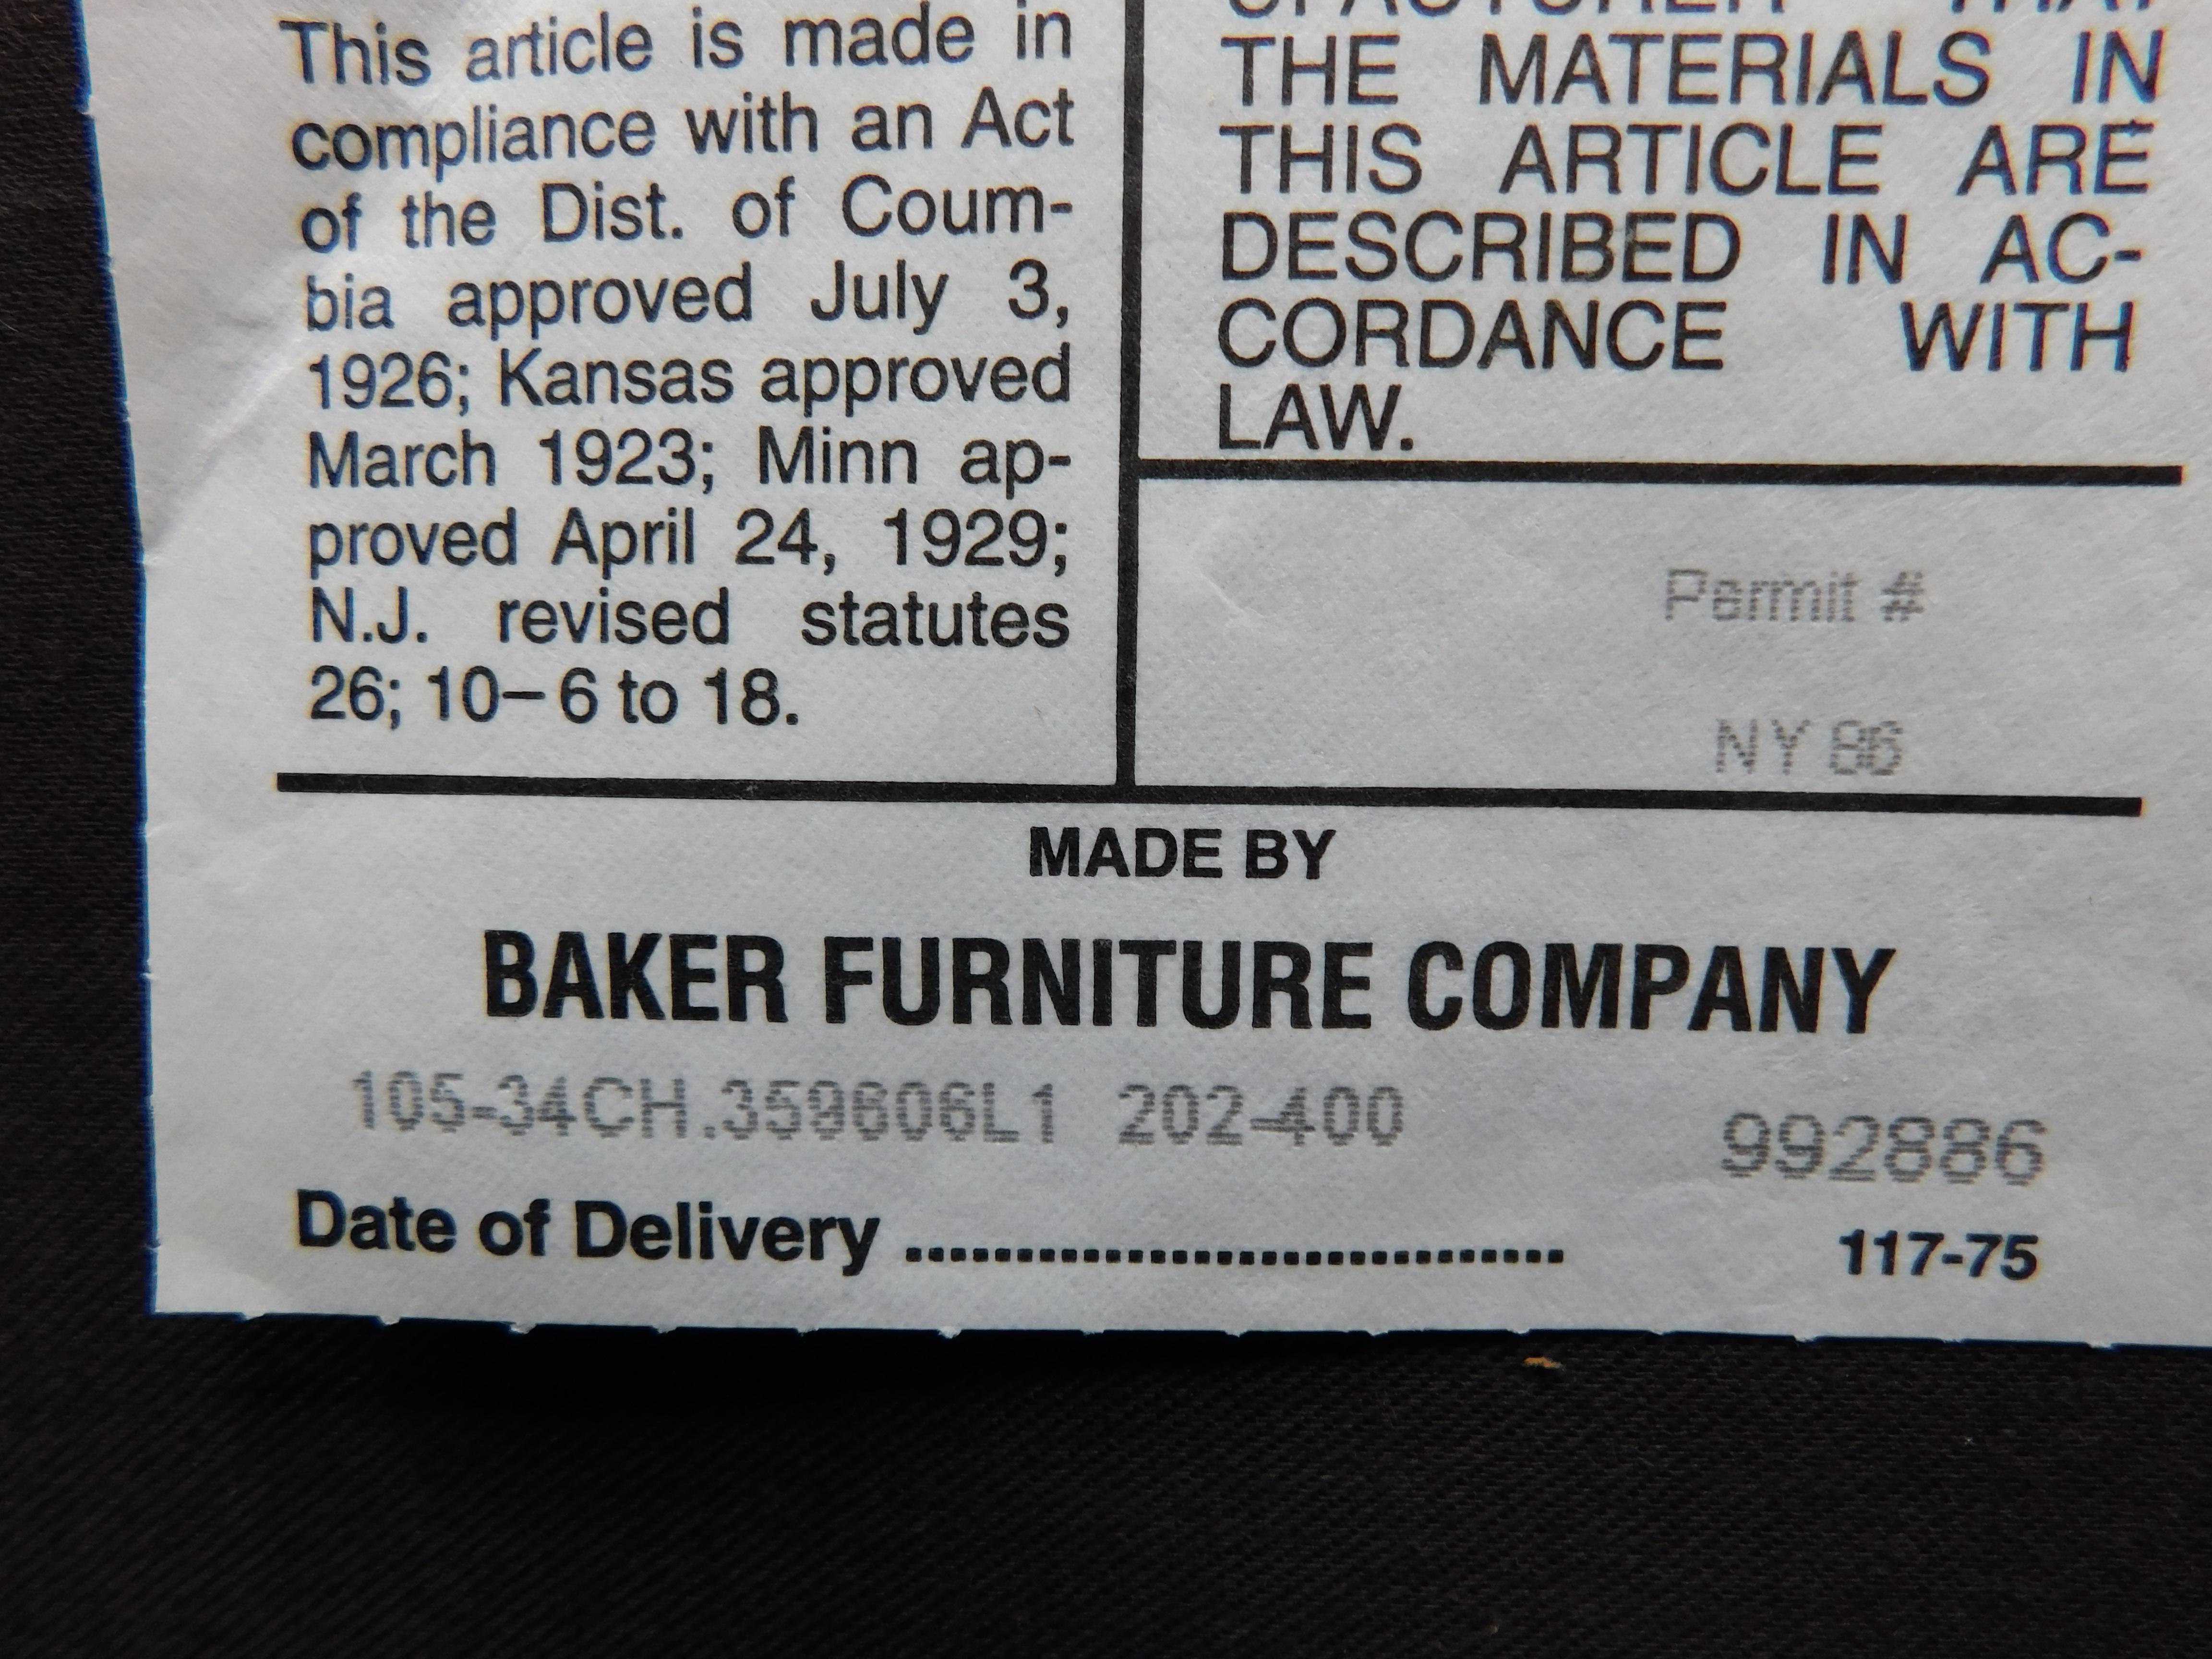 This article is made in
compliance with an Act
of the Dist. of Coum-
bia approved July 3,
1926; Kansas approved
March 1923; Minn ap-
proved April 24, 1929;
N.J. revised statutes
26; 10–6 to 18.
THAT
THE MATERIALS IN
THIS ARTICLE ARE
DESCRIBED IN AC-
CORDANCE WITH
LAW.
Permit #
NY 86
MADE BY
BAKER FURNITURE COMPANY
105-34CH.359606L1 202-400
992886
Date of Delivery ................................
117-75